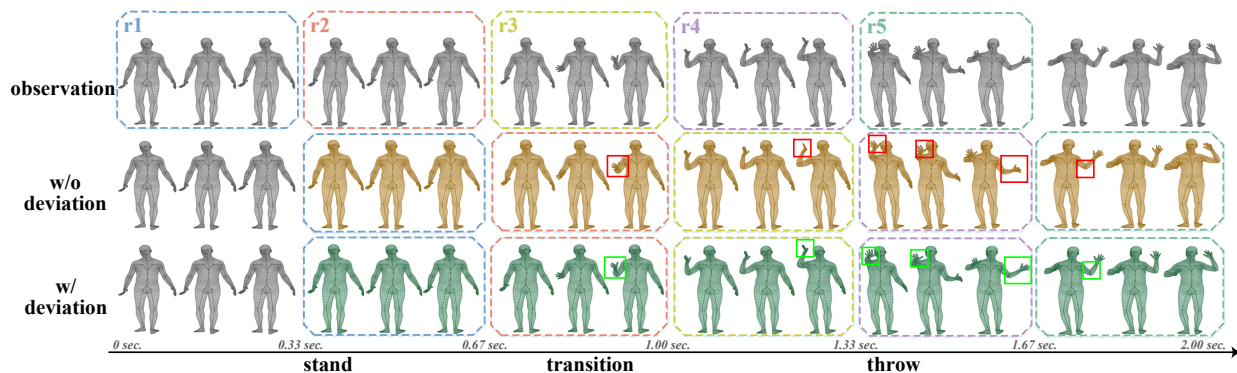 r1 r2 r3 r4 r5
observation
w/o
deviation
w/
deviation
0 sec. 0.33 sec. 0.67 sec. 1.00 sec. 1.33 sec. 1.67 sec. 2.00 sec.
stand transition throw